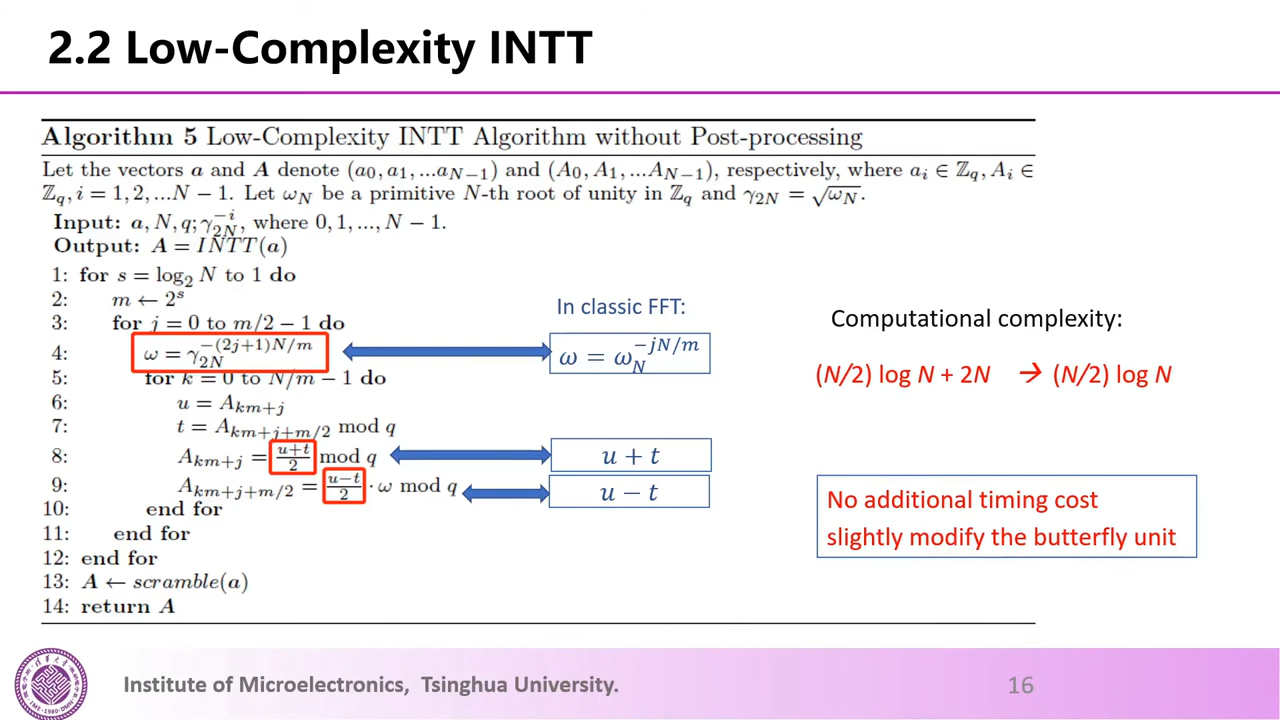 2.2 Low-Complexity INTT
Algorithm 5 Low-Complexity INTT Algorithm without Post-processing
Let the vectors a and A denote (a₀, a₁, ...a_{N−1}) and (A₀, A₁, ...A_{N−1}), respectively, where aᵢ ∈ ℤ_q, Aᵢ ∈
ℤ_q, i = 1, 2, ...N − 1. Let ω_N be a primitive N-th root of unity in ℤ_q and γ_{2N} = √ω_N.
Input: a, N, q; γ_{2N}^{−i}, where 0, 1, ..., N − 1.
Output: A = INTT(a)
1: for s = log₂ N to 1 do
2: m ← 2^s
3: for j = 0 to m/2 − 1 do
4: ω = γ_{2N}^{−(2j+1)N/m}
5: for k = 0 to N/m − 1 do
6: u = A_{km+j}
7: t = A_{km+j+m/2} mod q
8: A_{km+j} = (u+t)/2 mod q
9: A_{km+j+m/2} = (u−t)/2 · ω mod q
10: end for
11: end for
12: end for
13: A ← scramble(a)
14: return A
In classic FFT:
ω = ω_N^{−jN/m}
u + t
u − t
Computational complexity:
(N/2) log N + 2N → (N/2) log N
No additional timing cost
slightly modify the butterfly unit
Institute of Microelectronics, Tsinghua University.
16